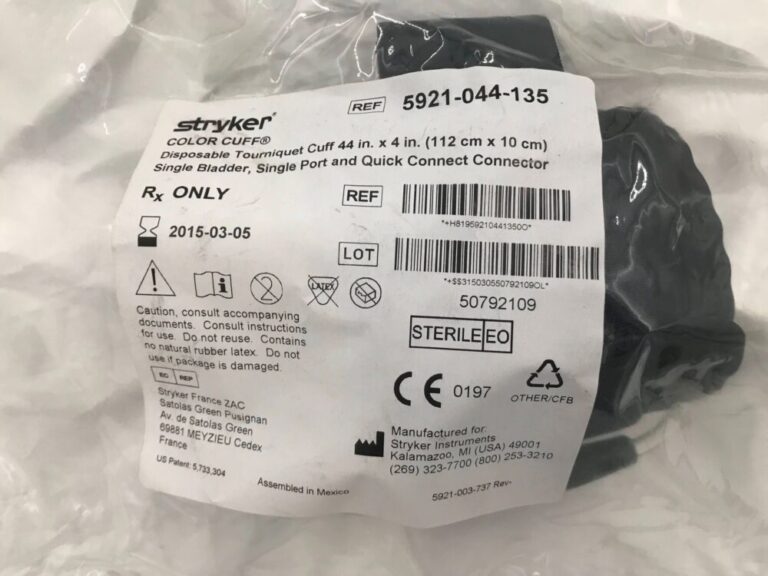 stryker®
REF 5921-044-135
COLOR CUFF®
Disposable Tourniquet Cuff 44 in. x 4 in. (112 cm x 10 cm)
Single Bladder, Single Port and Quick Connect Connector
Rx ONLY
REF
*+H81959210441350O*
2015-03-05
LOT
*+$$315030550792109OL*
50792109
2
LATEX
STERILE EO
Caution, consult accompanying
documents. Consult instructions
for use. Do not reuse. Contains
no natural rubber latex. Do not
use if package is damaged.
EC REP
Stryker France ZAC
Satolas Green Pusignan
Av. de Satolas Green
69881 MEYZIEU Cedex
France
US Patent: 5,733,304
Assembled in Mexico
CE 0197
OTHER/CFB
Manufactured for:
Stryker Instruments
Kalamazoo, MI (USA) 49001
(269) 323-7700 (800) 253-3210
5921-003-737 Rev-